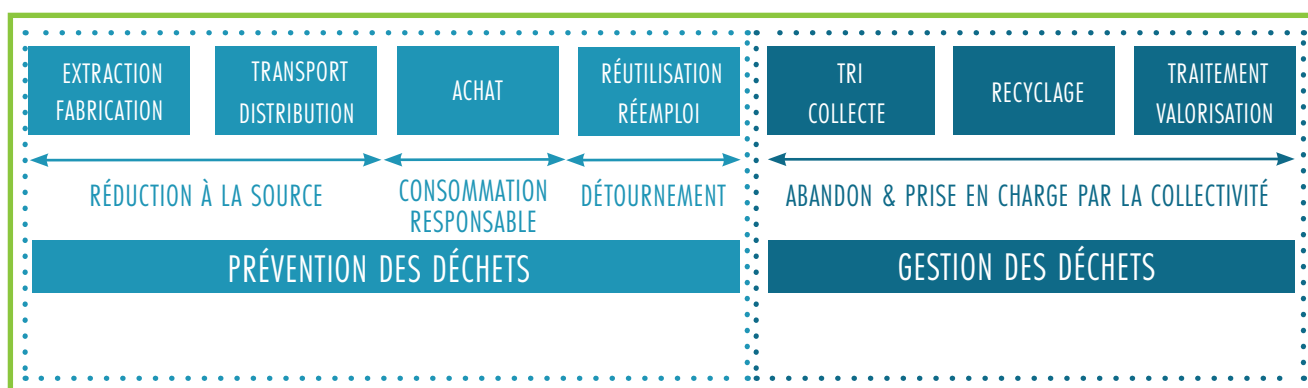 EXTRACTION
FABRICATION
TRANSPORT
DISTRIBUTION
ACHAT
RÉUTILISATION
RÉEMPLOI
TRI
COLLECTE
RECYCLAGE
TRAITEMENT
VALORISATION
RÉDUCTION À LA SOURCE
CONSOMMATION
RESPONSABLE
DÉTOURNEMENT
ABANDON & PRISE EN CHARGE PAR LA COLLECTIVITÉ
PRÉVENTION DES DÉCHETS
GESTION DES DÉCHETS